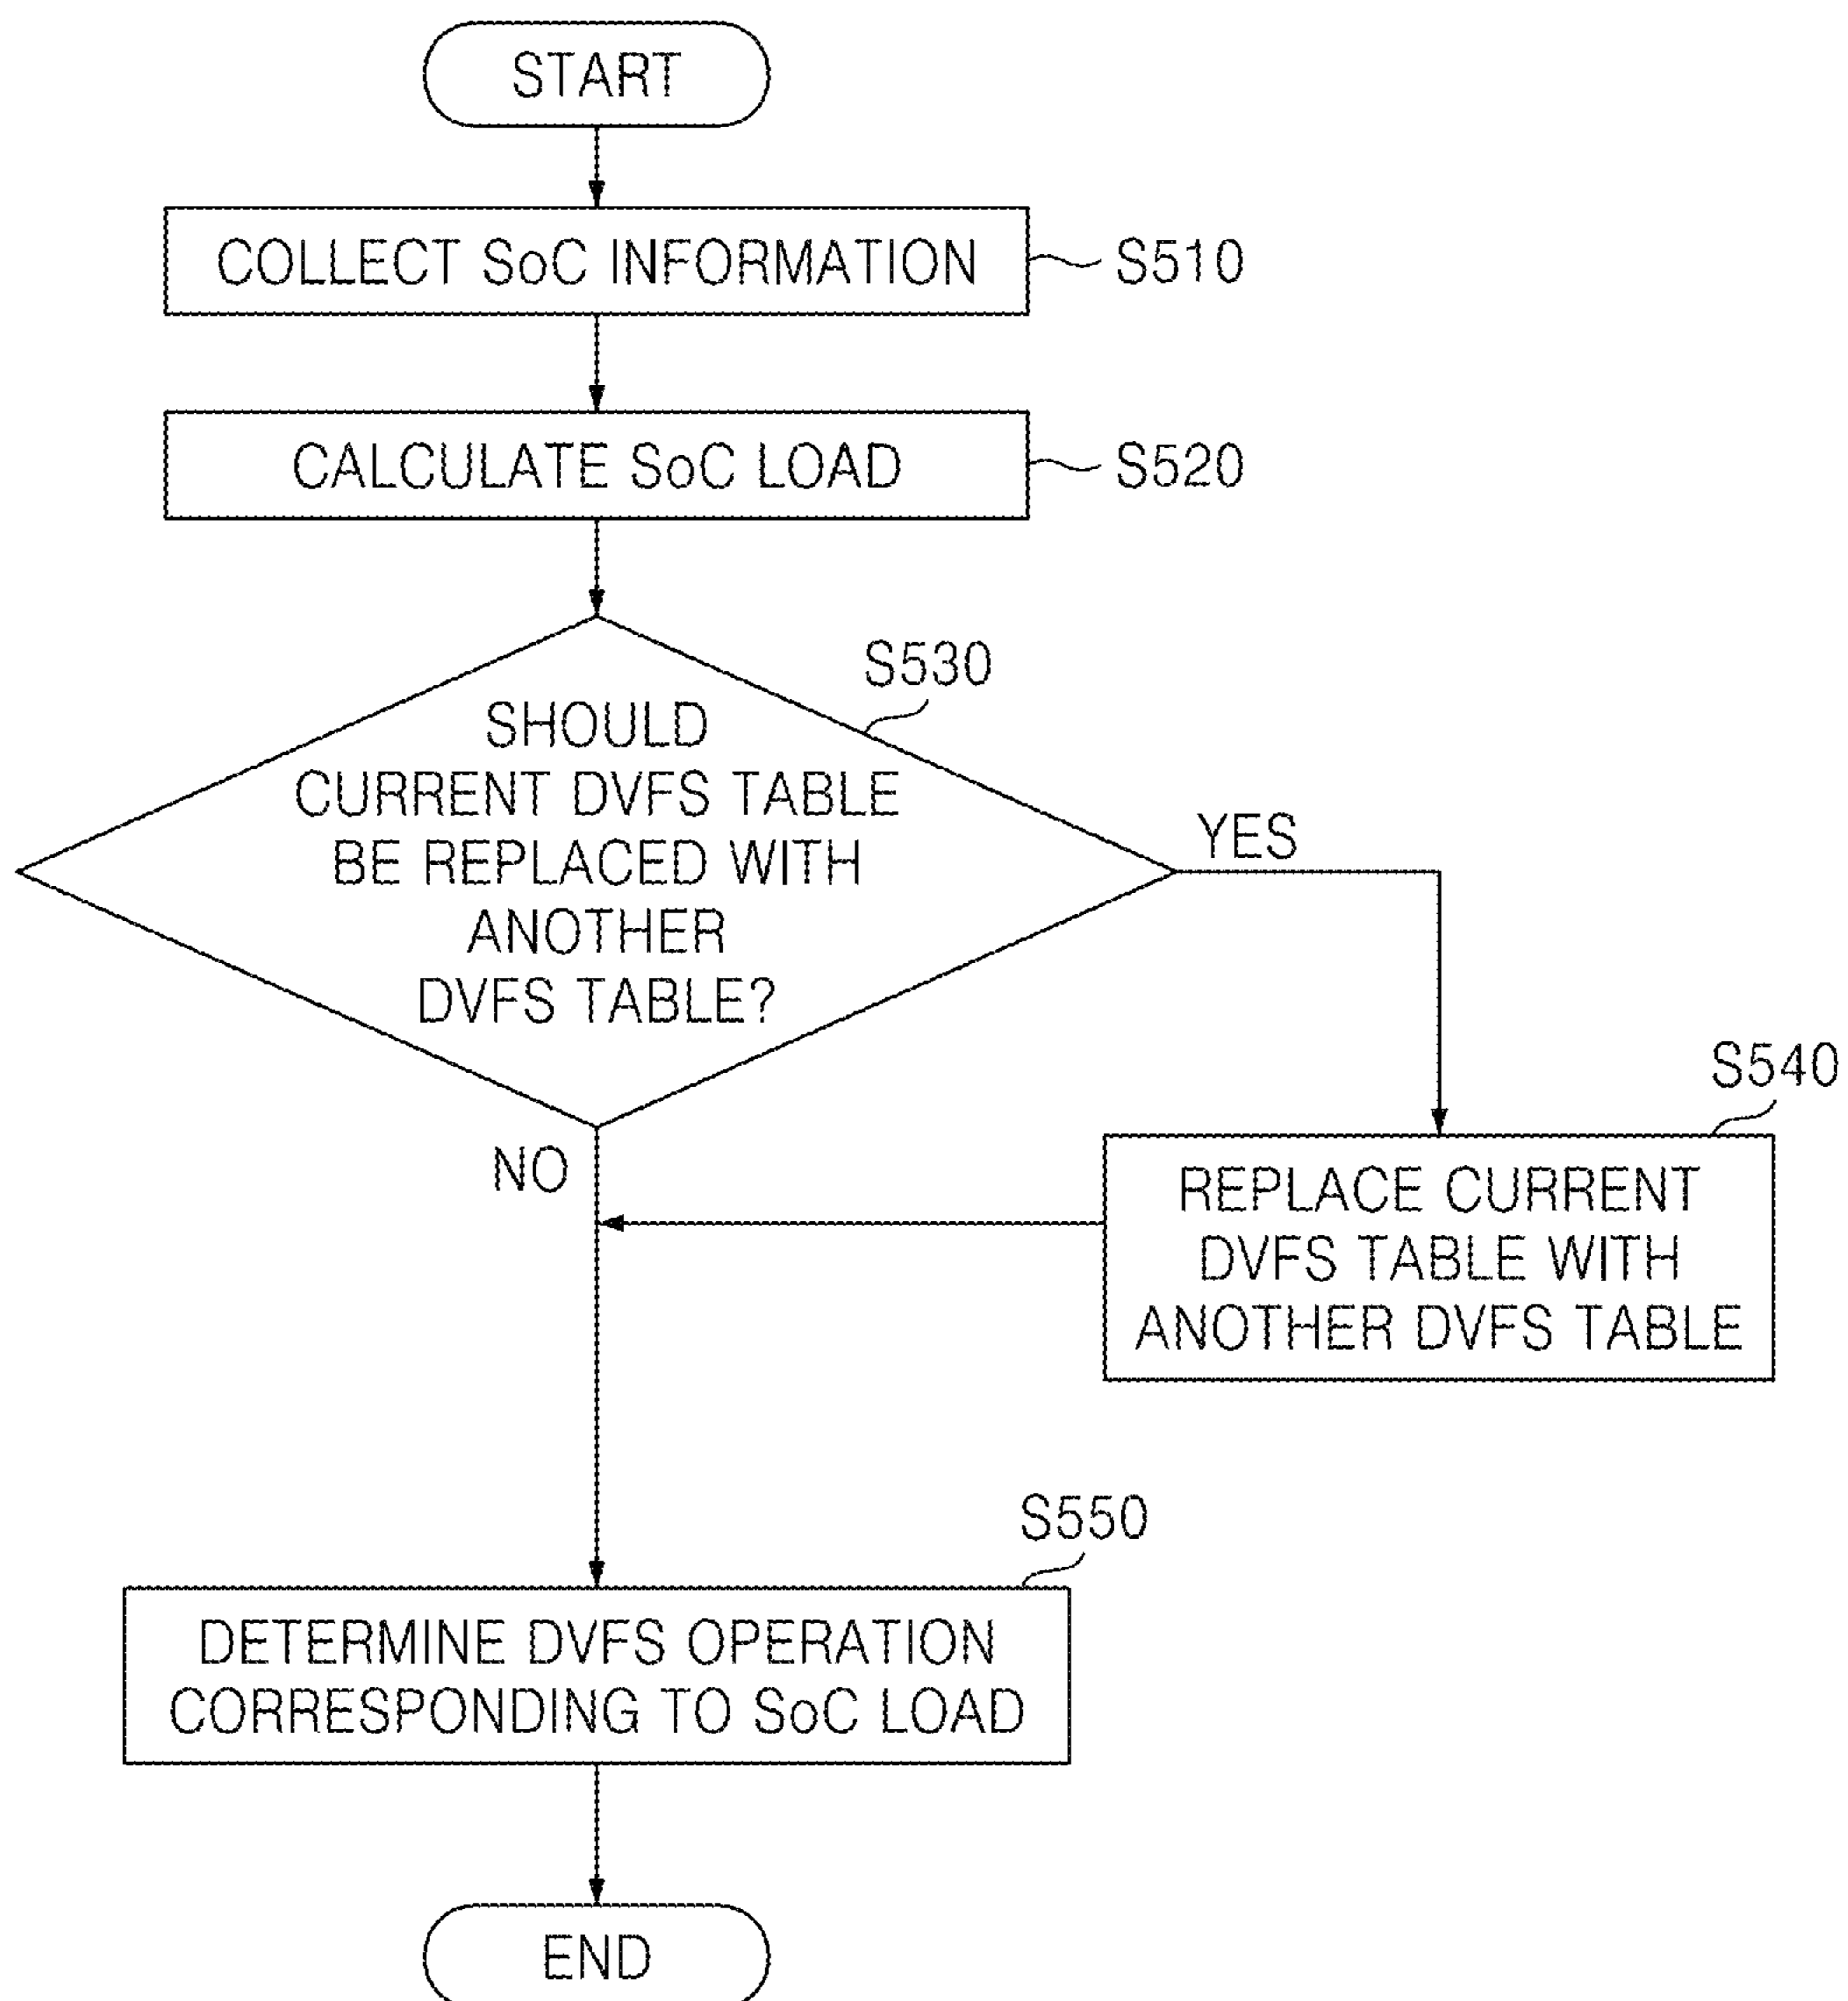 START
COLLECT SoC INFORMATION
S510
CALCULATE SoC LOAD
S520
S530
SHOULD
CURRENT DVFS TABLE
BE REPLACED WITH
ANOTHER
DVFS TABLE?
YES
NO
S540
REPLACE CURRENT
DVFS TABLE WITH
ANOTHER DVFS TABLE
S550
DETERMINE DVFS OPERATION
CORRESPONDING TO SoC LOAD
END